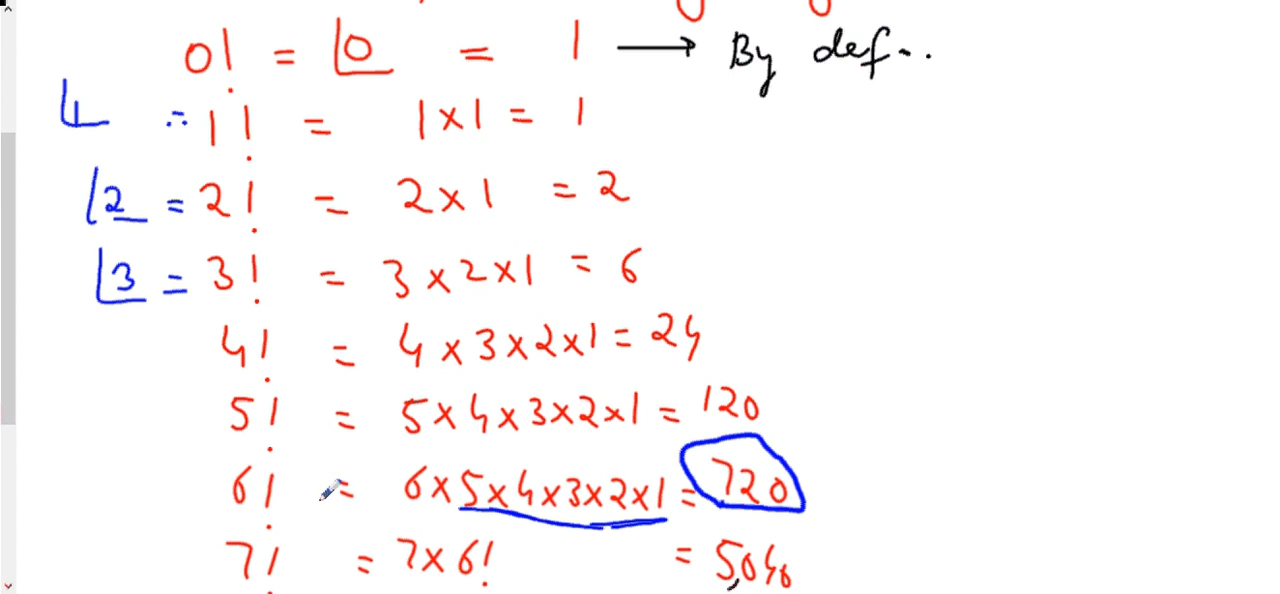 0! = |0 = 1 → By def..
|1 = 1! = 1×1 = 1
|2 = 2! = 2×1 = 2
|3 = 3! = 3×2×1 = 6
4! = 4×3×2×1 = 24
5! = 5×4×3×2×1 = 120
6! = 6×5×4×3×2×1 = 720
7! = 7×6! = 5,040